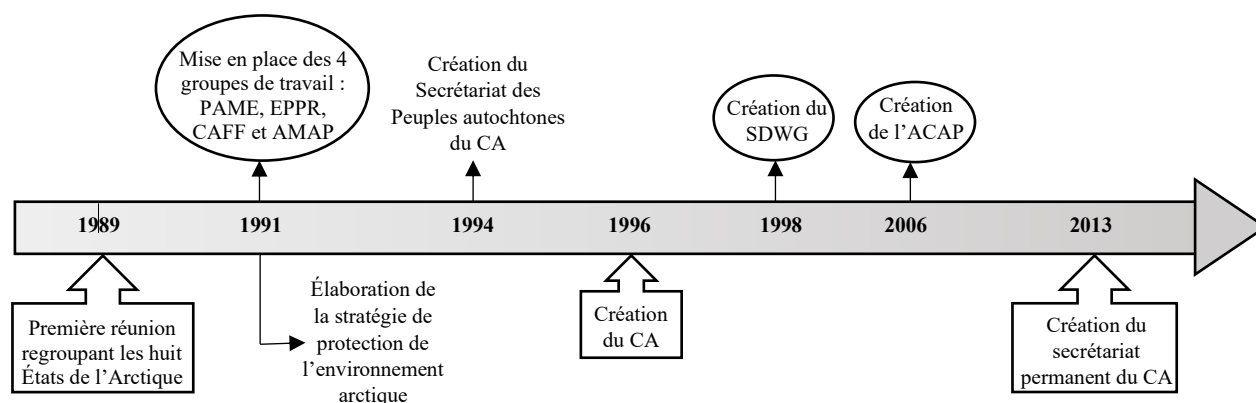 Mise en place des 4
groupes de travail :
PAME, EPPR,
CAFF et AMAP
Création du
Secrétariat des
Peuples autochtones
du CA
Création du
SDWG
Création
de l’ACAP
1989
1991
1994
1996
1998
2006
2013
Première réunion
regroupant les huit
États de l’Arctique
Élaboration de
la stratégie de
protection de
l’environnement
arctique
Création
du CA
Création du
secrétariat
permanent du CA